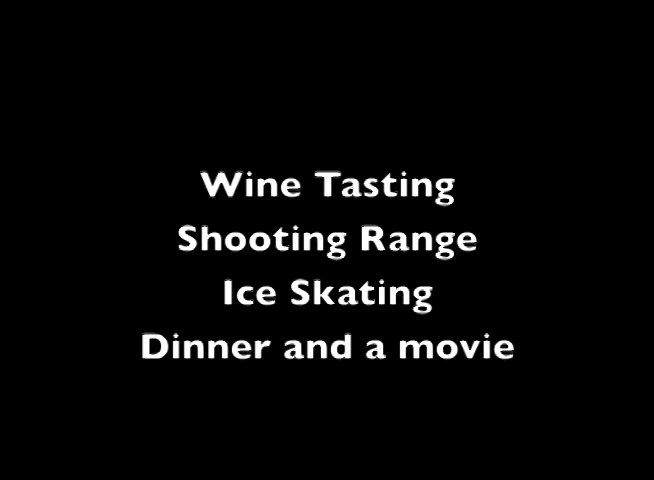 Wine Tasting
Shooting Range
Ice Skating
Dinner and a movie